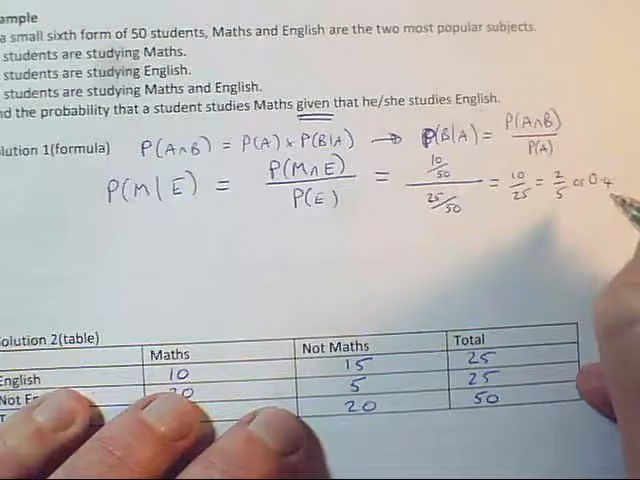 ample
a small sixth form of 50 students, Maths and English are the two most popular subjects.
students are studying Maths.
students are studying English.
students are studying Maths and English.
nd the probability that a student studies Maths given that he/she studies English.
olution 1(formula) P(A∩B) = P(A) × P(B|A) → P(B|A) = P(A∩B)/P(A)
P(M|E) = P(M∩E)/P(E) = (10/50)/(25/50) = 10/25 = 2/5 or 0.4
olution 2(table)
Maths Not Maths Total
English 10 15 25
Not En 20 5 25
T 20 50